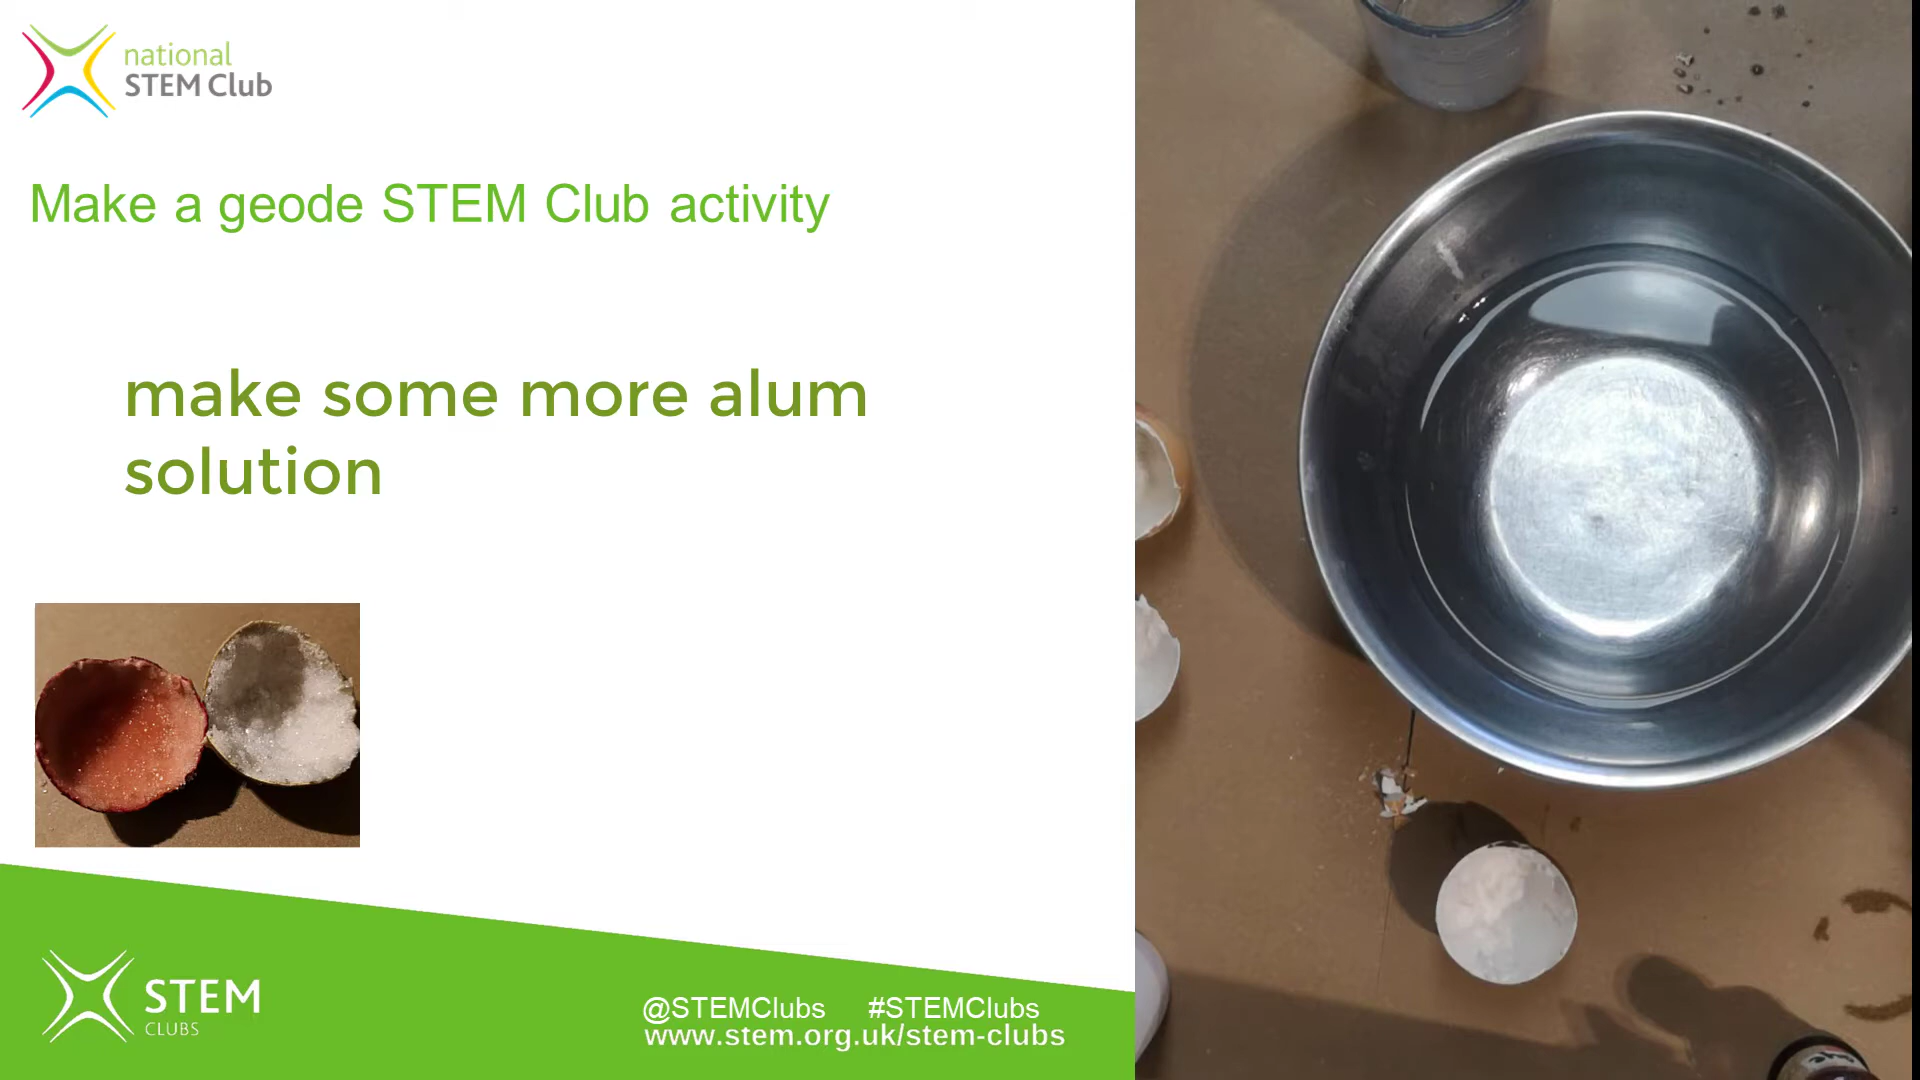 national
STEM Club
Make a geode STEM Club activity
make some more alum
solution
STEM
CLUBS
@STEMClubs #STEMClubs
www.stem.org.uk/stem-clubs